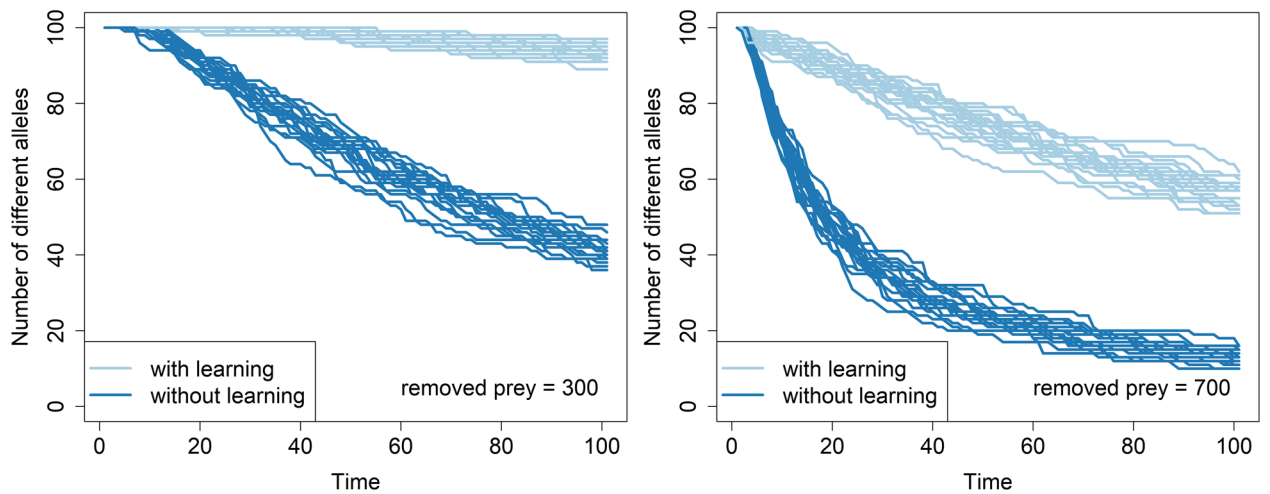 Number of different alleles
100
80
60
40
20
0
with learning
without learning
removed prey = 300
0 20 40 60 80 100
Time
Number of different alleles
100
80
60
40
20
0
with learning
without learning
removed prey = 700
0 20 40 60 80 100
Time